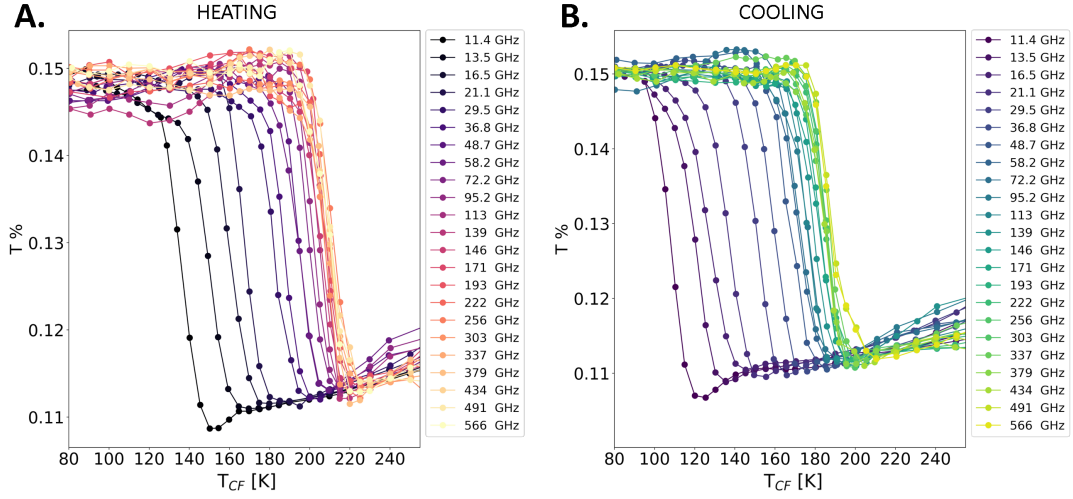 A.
HEATING
T %
0.15
0.14
0.13
0.12
0.11
80 100 120 140 160 180 200 220 240
T_CF [K]
11.4 GHz
13.5 GHz
16.5 GHz
21.1 GHz
29.5 GHz
36.8 GHz
48.7 GHz
58.2 GHz
72.2 GHz
95.2 GHz
113 GHz
139 GHz
146 GHz
171 GHz
193 GHz
222 GHz
256 GHz
303 GHz
337 GHz
379 GHz
434 GHz
491 GHz
566 GHz
B.
COOLING
T %
0.15
0.14
0.13
0.12
0.11
80 100 120 140 160 180 200 220 240
T_CF [K]
11.4 GHz
13.5 GHz
16.5 GHz
21.1 GHz
29.5 GHz
36.8 GHz
48.7 GHz
58.2 GHz
72.2 GHz
95.2 GHz
113 GHz
139 GHz
146 GHz
171 GHz
193 GHz
222 GHz
256 GHz
303 GHz
337 GHz
379 GHz
434 GHz
491 GHz
566 GHz